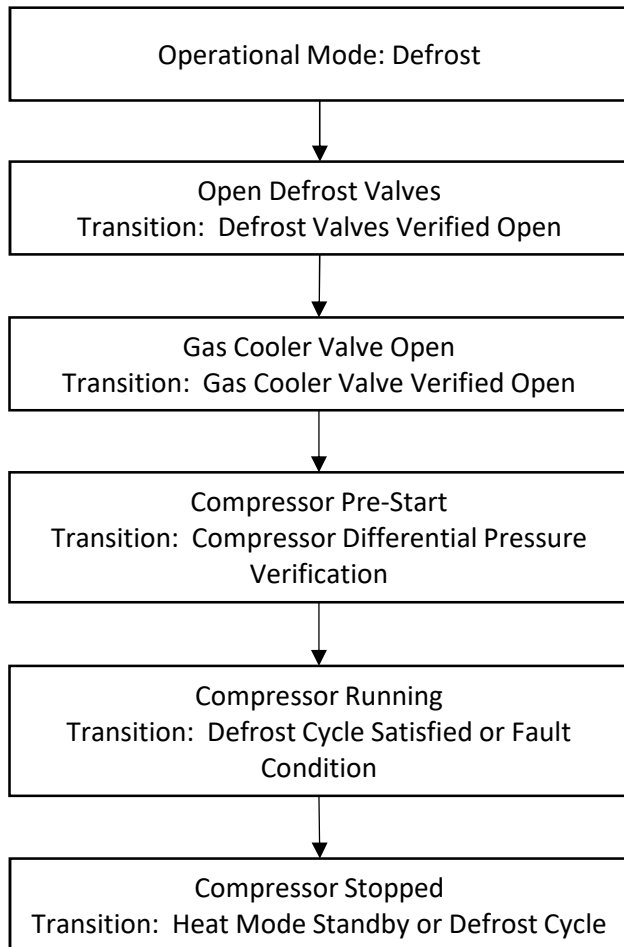 Operational Mode: Defrost
Open Defrost Valves
Transition:  Defrost Valves Verified Open
Gas Cooler Valve Open
Transition:  Gas Cooler Valve Verified Open
Compressor Pre-Start
Transition:  Compressor Differential Pressure
Verification
Compressor Running
Transition:  Defrost Cycle Satisfied or Fault
Condition
Compressor Stopped
Transition:  Heat Mode Standby or Defrost Cycle